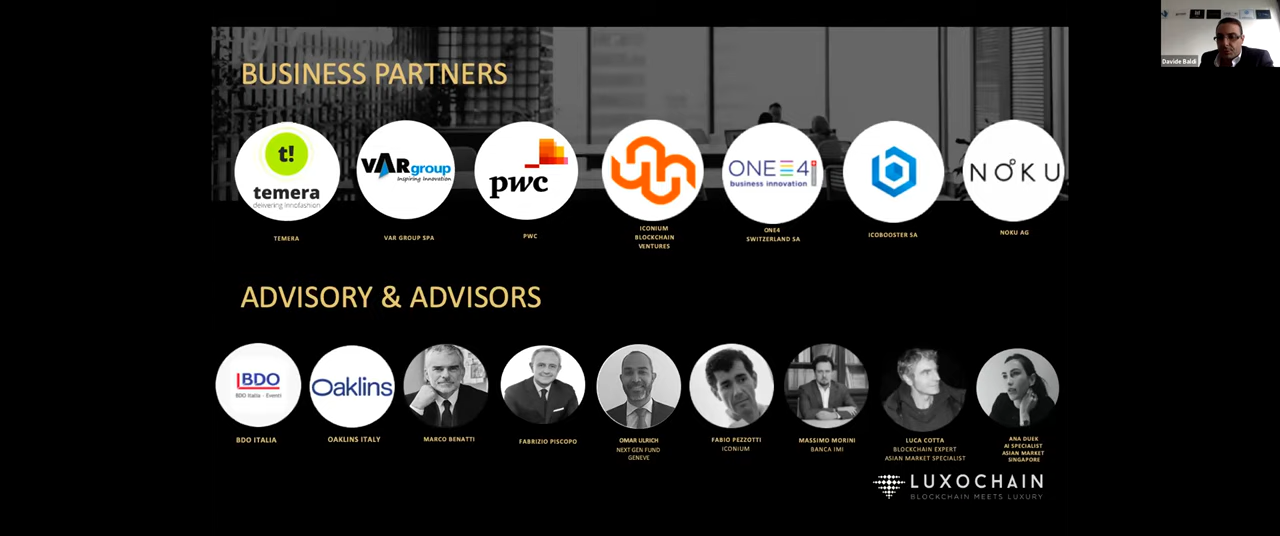 Davide Baldi
BUSINESS PARTNERS
t!
temera
delivering innofashion
VAR group
Inspiring Innovation
pwc
ONE 4
business innovation
NOKU
TEMERA
VAR GROUP SPA
PWC
ICONIUM
BLOCKCHAIN
VENTURES
ONE4
SWITZERLAND SA
ICOBOOSTER SA
NOKU AG
ADVISORY & ADVISORS
BDO
BDO Italia - Eventi
Oaklins
BDO ITALIA
OAKLINS ITALY
MARCO BENATTI
FABRIZIO PISCOPO
OMAR ULRICH
NEXT GEN FUND
GENEVE
FABIO PEZZOTTI
ICONIUM
MASSIMO MORINI
BANCA IMI
LUCA COTTA
BLOCKCHAIN EXPERT
ASIAN MARKET SPECIALIST
ANA DUEK
AI SPECIALIST
ASIAN MARKET
SINGAPORE
LUXOCHAIN
BLOCKCHAIN MEETS LUXURY